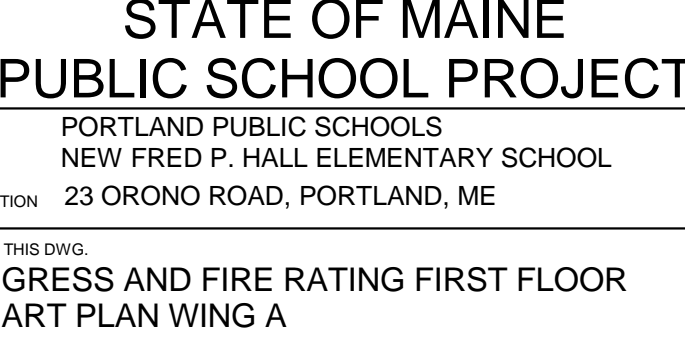 STATE OF MAINE
PUBLIC SCHOOL PROJECT
PORTLAND PUBLIC SCHOOLS
NEW FRED P. HALL ELEMENTARY SCHOOL
TION 23 ORONO ROAD, PORTLAND, ME
THIS DWG.
GRESS AND FIRE RATING FIRST FLOOR
ART PLAN WING A